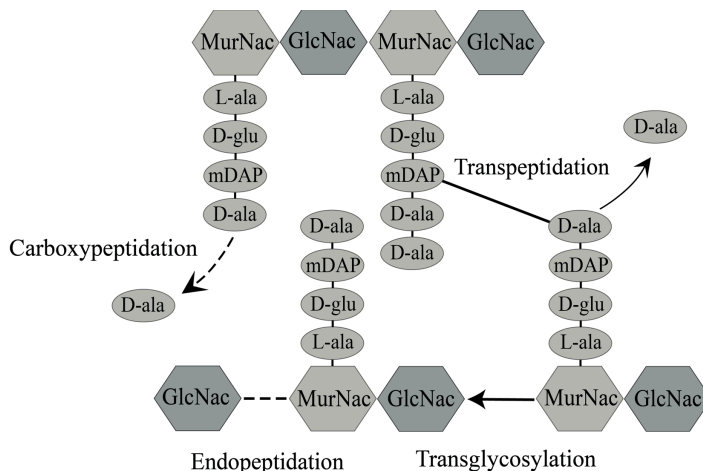 MurNac GlcNac MurNac GlcNac
L-ala L-ala
D-ala
D-glu D-glu
Transpeptidation
mDAP mDAP
D-ala D-ala D-ala D-ala
Carboxypeptidation
D-ala
mDAP mDAP
D-ala
D-glu D-glu
L-ala L-ala
GlcNac MurNac GlcNac MurNac GlcNac
Endopeptidation Transglycosylation